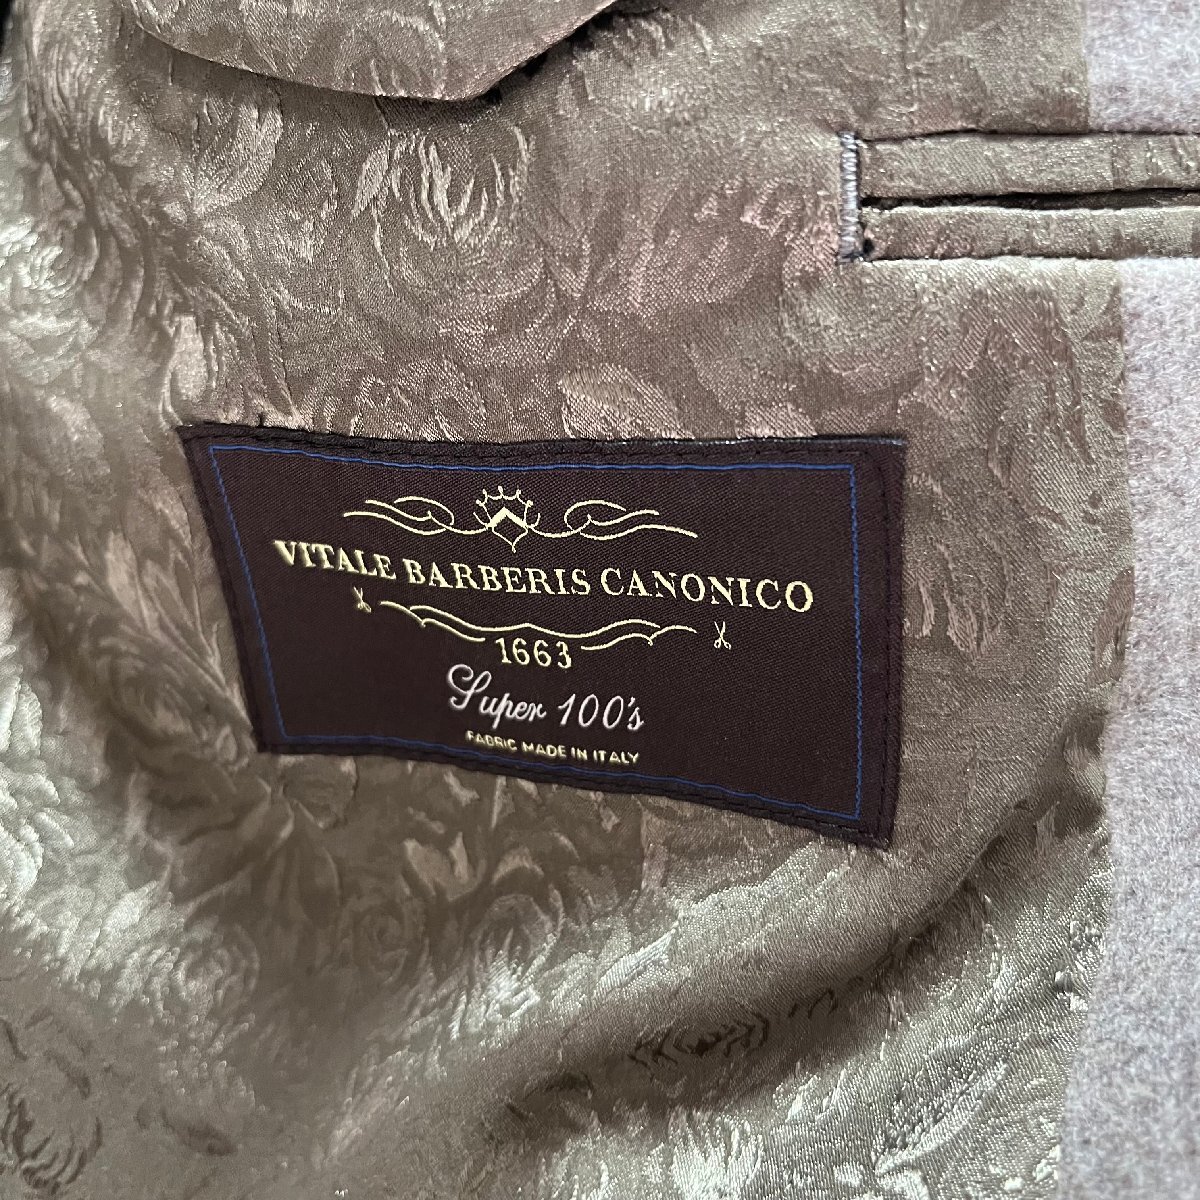 VITALE BARBERIS CANONICO
1663
Super 100's
FABRIC MADE IN ITALY